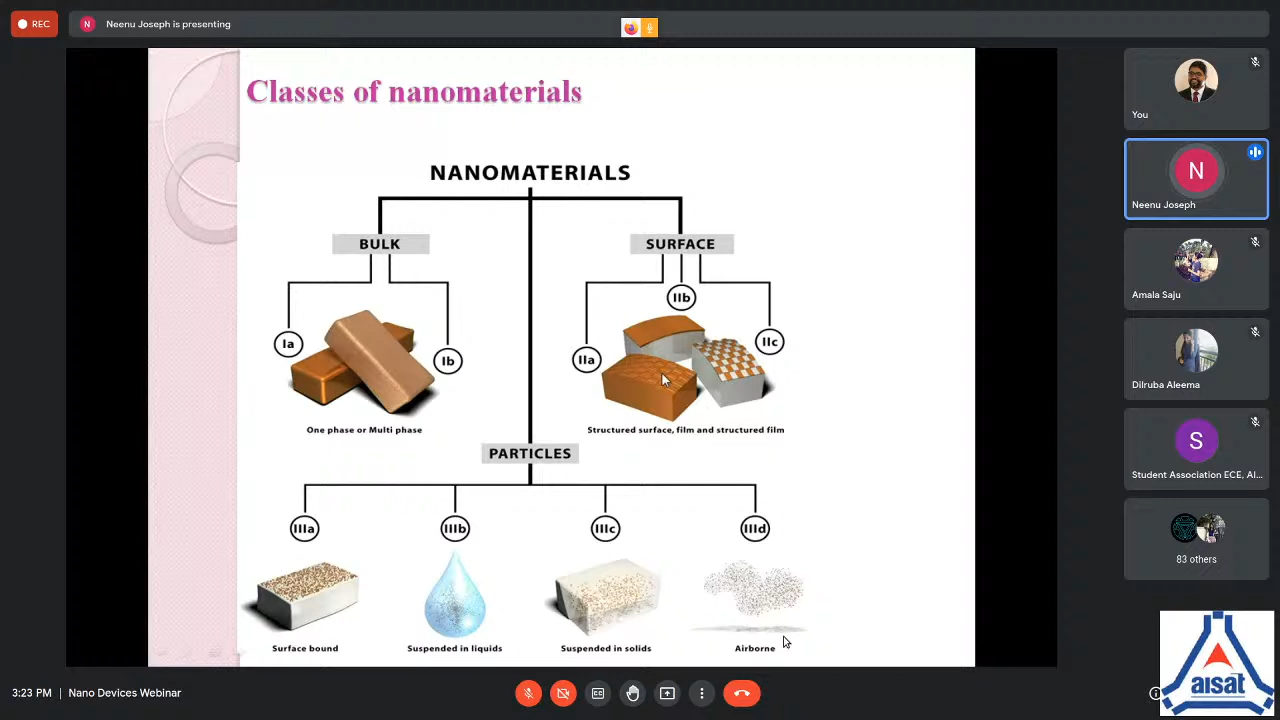 REC
N
Neenu Joseph is presenting
Classes of nanomaterials
NANOMATERIALS
BULK
SURFACE
Ia
Ib
IIa
IIb
IIc
One phase or Multi phase
Structured surface, film and structured film
PARTICLES
IIIa
IIIb
IIIc
IIId
Surface bound
Suspended in liquids
Suspended in solids
Airborne
You
N
Neenu Joseph
Amala Saju
Dilruba Aleema
S
Student Association ECE, AI...
83 others
3:23 PM | Nano Devices Webinar
CC
aisat